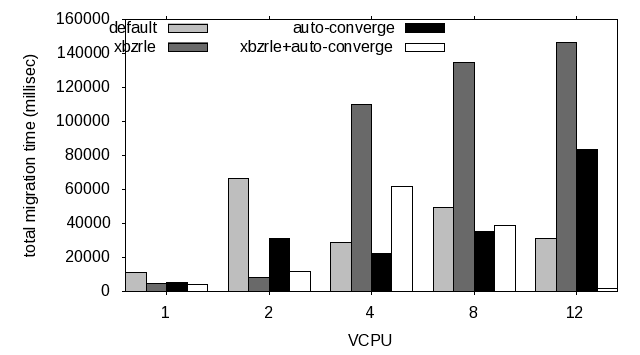 160000
default auto-converge
xbzrle xbzrle+auto-converge
140000
120000
100000
80000
60000
40000
20000
0
total migration time (millisec)
1 2 4 8 12
VCPU